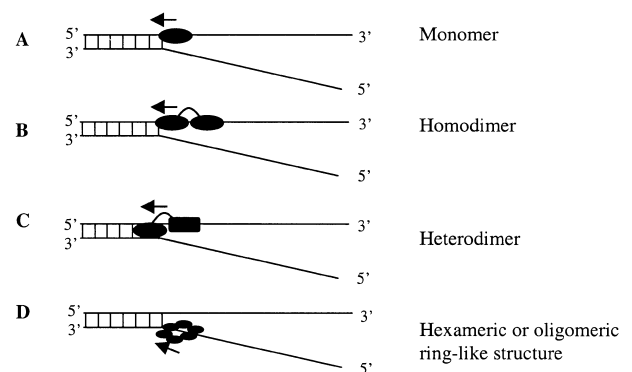 A 5’ 3’ 3’ 5’ Monomer
B 5’ 3’ 3’ 5’ Homodimer
C 5’ 3’ 3’ 5’ Heterodimer
D 5’ 3’ 3’ 5’ Hexameric or oligomeric
ring-like structure